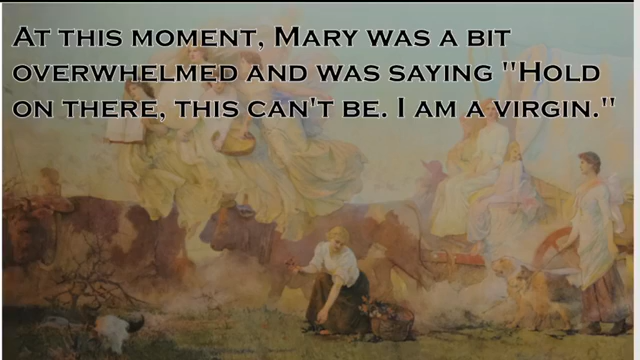 At this moment, Mary was a bit
overwhelmed and was saying "Hold
on there, this can't be. I am a virgin."